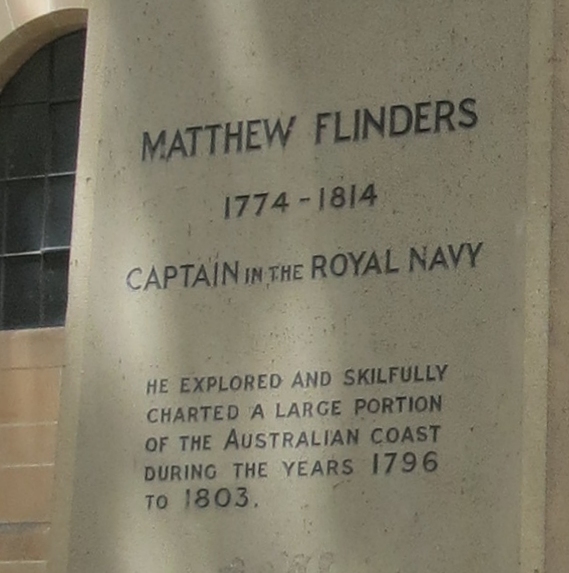 MATTHEW FLINDERS
1774-1814
CAPTAIN IN THE ROYAL NAVY
HE EXPLORED AND SKILFULLY
CHARTED A LARGE PORTION
OF THE AUSTRALIAN COAST
DURING THE YEARS 1796
TO 1803.